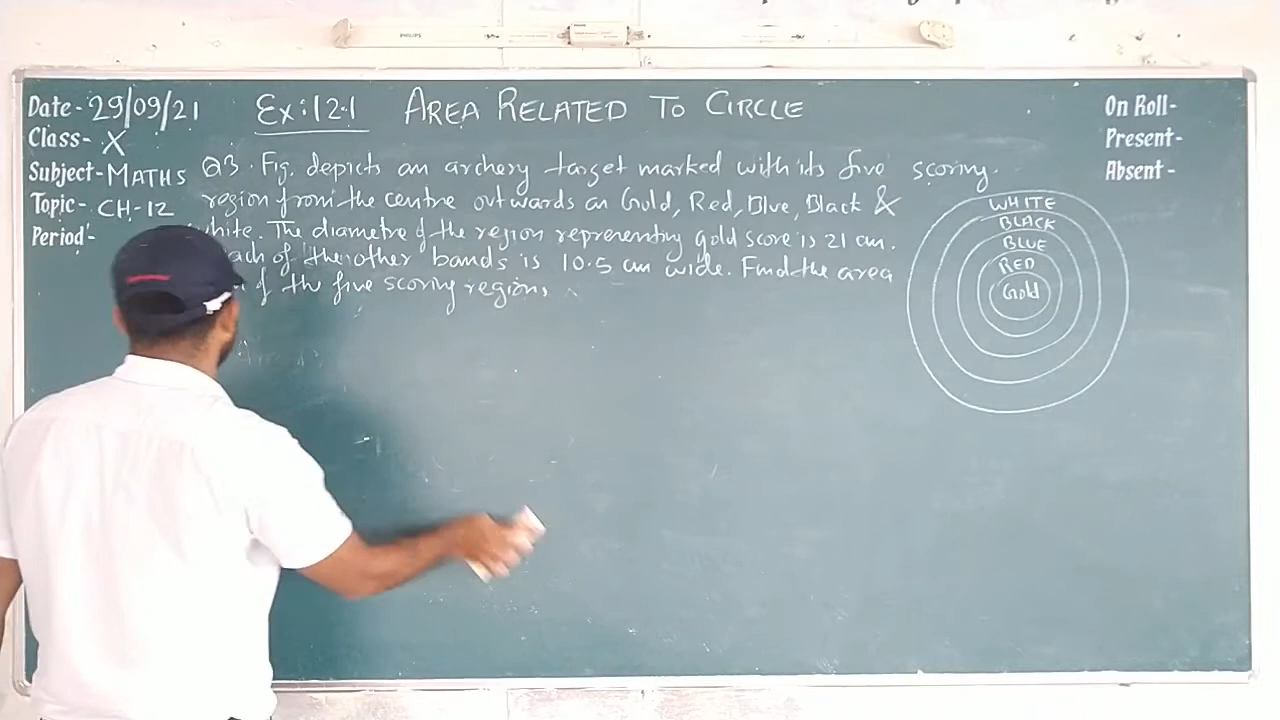 PHILIPS
Date- 29/09/21
Ex:12.1 AREA RELATED TO CIRCLE
On Roll-
Class- X
Present-
Subject- MATHS
Absent-
Topic- CH-12
Period-
Q3. Fig. depicts an archery target marked with its five scoring.
region from the centre outwards as Gold, Red, Blue, Black &
white. The diametre of the region representing gold score is 21 cm.
ach of the other bands is 10.5 cm wide. Find the area
of the five scoring region,
WHITE
BLACK
BLUE
RED
Gold